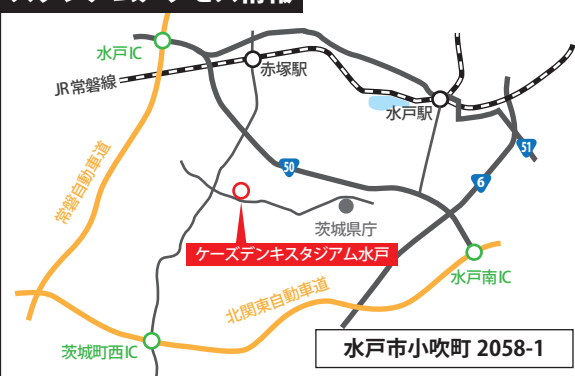 水戸IC
赤塚駅
JR常磐線
水戸駅
常磐自動車道
50
51
6
茨城県庁
ケーズデンキスタジアム水戸
水戸南IC
北関東自動車道
茨城町西IC
水戸市小吹町 2058-1